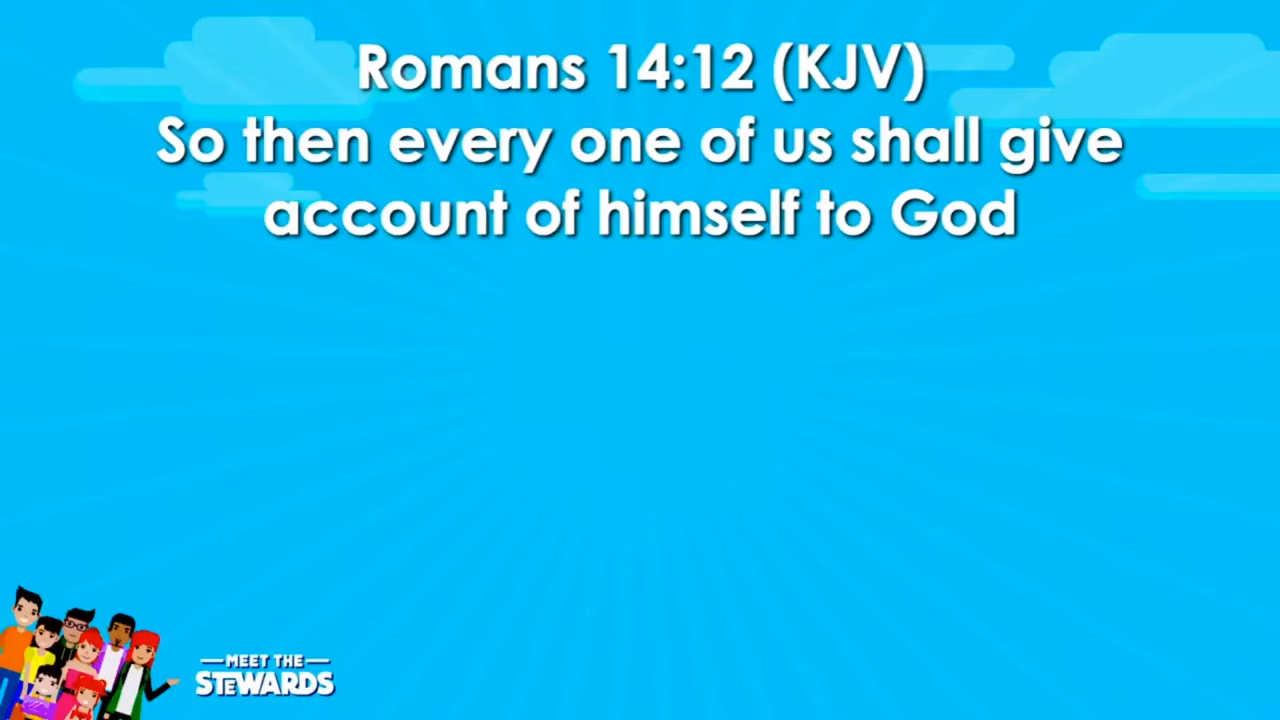 Romans 14:12 (KJV)
So then every one of us shall give
account of himself to God
MEET THE
STEWARDS